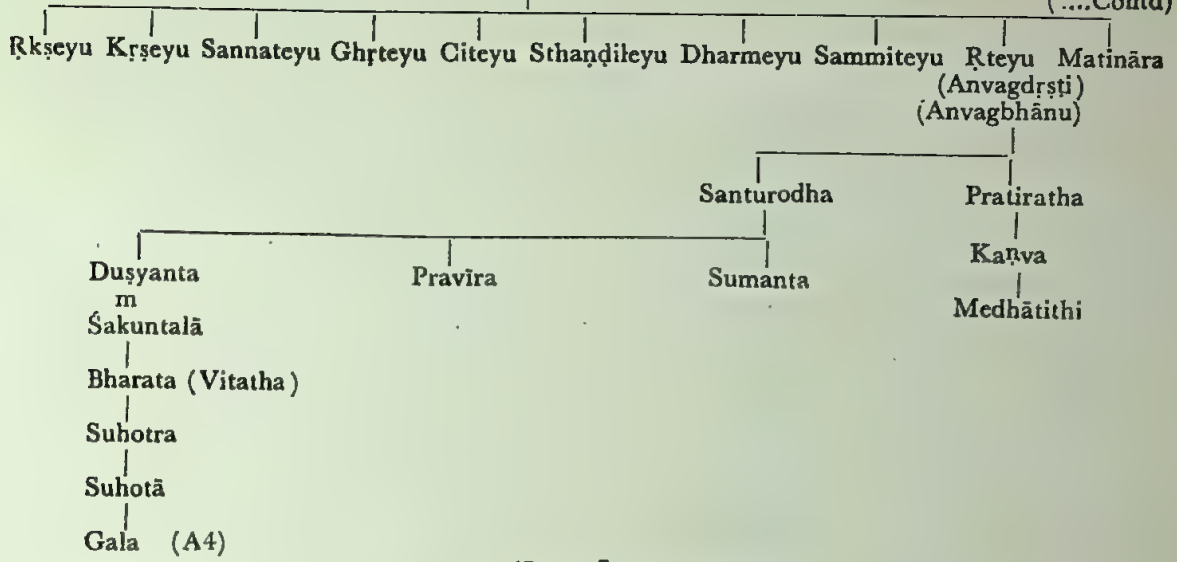 (....Contd)
Ṛkṣeyu Kṛṣeyu Sannateyu Ghṛteyu Citeyu Sthaṇḍileyu Dharmeyu Sammiteyu Ṛteyu Matināra
(Anvagdṛṣṭi)
(Anvagbhānu)
Santurodha Pratiratha
Kaṇva
Duṣyanta Pravīra Sumanta
m
Medhātithi
Śakuntalā
Bharata (Vitatha)
Suhotra
Suhotā
Gala (A4)